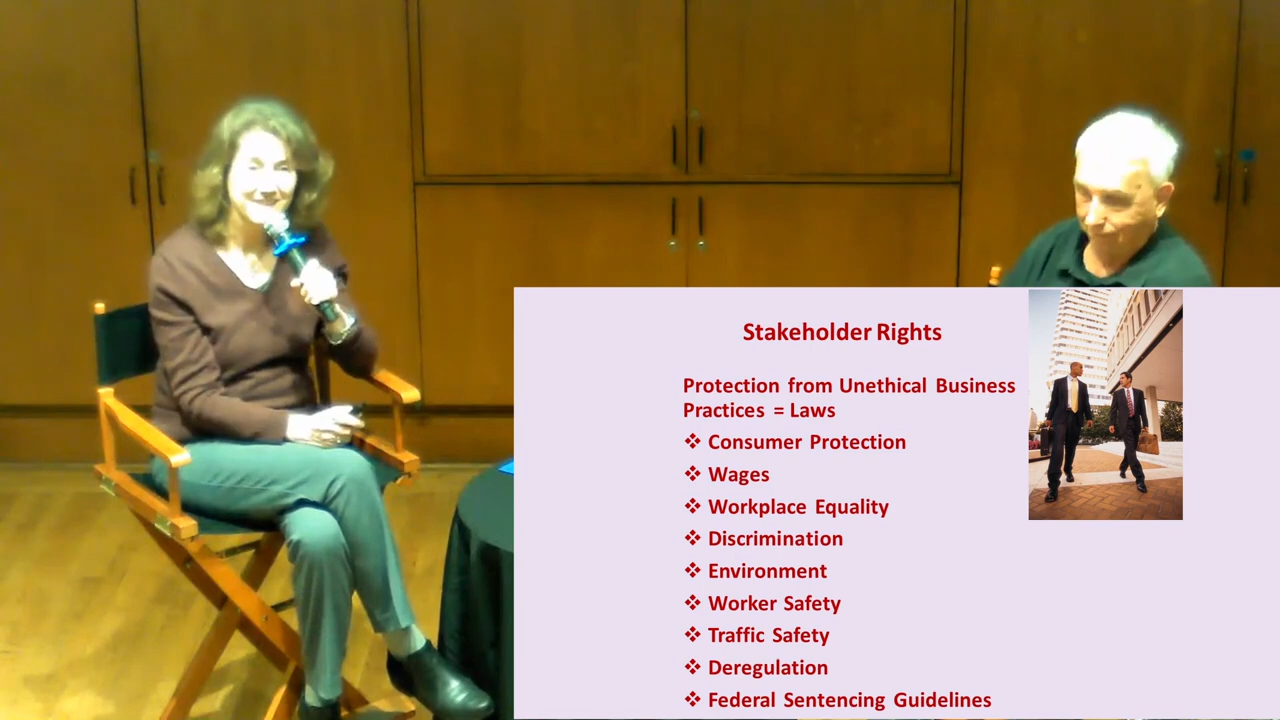 Stakeholder Rights
Protection from Unethical Business
Practices = Laws
❖ Consumer Protection
❖ Wages
❖ Workplace Equality
❖ Discrimination
❖ Environment
❖ Worker Safety
❖ Traffic Safety
❖ Deregulation
❖ Federal Sentencing Guidelines